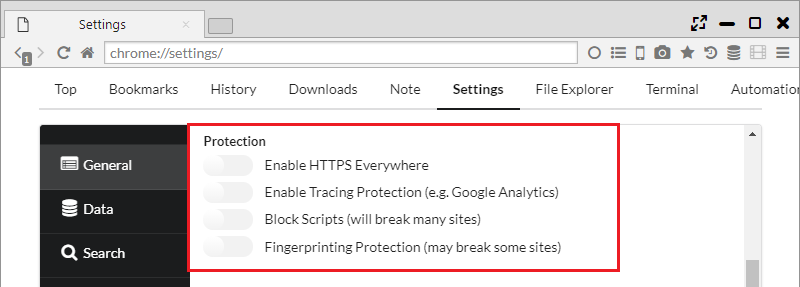 Settings
1
chrome://settings/
Top Bookmarks History Downloads Note Settings File Explorer Terminal Automation
Protection
General
Enable HTTPS Everywhere
Enable Tracing Protection (e.g. Google Analytics)
Data
Block Scripts (will break many sites)
Search
Fingerprinting Protection (may break some sites)